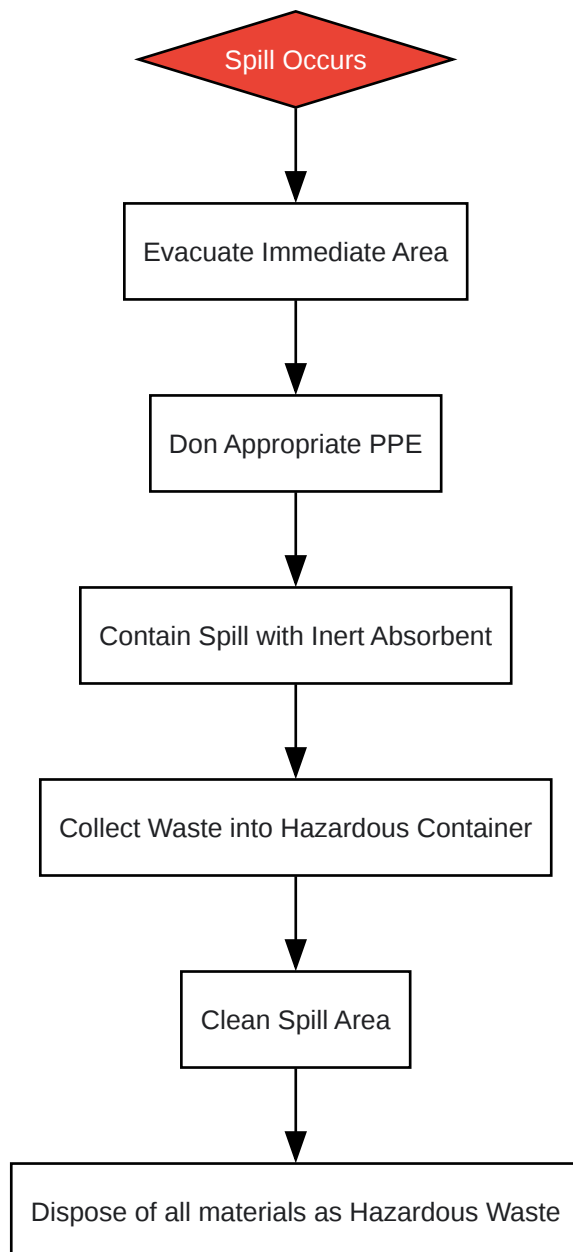 Spill Occurs
Evacuate Immediate Area
Don Appropriate PPE
Contain Spill with Inert Absorbent
Collect Waste into Hazardous Container
Clean Spill Area
Dispose of all materials as Hazardous Waste